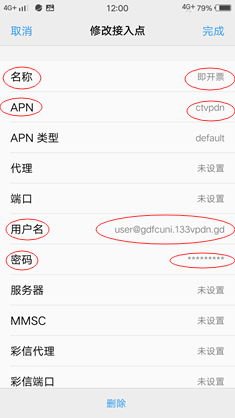 4G+ 12:00 4G+ 79%
取消 修改接入点 完成
名称 即开票
APN ctvpdn
APN 类型 default
代理 未设置
端口 未设置
用户名 user@gdfcuni.133vpdn.gd
密码 *********
服务器 未设置
MMSC 未设置
彩信代理 未设置
彩信端口 未设置
删除